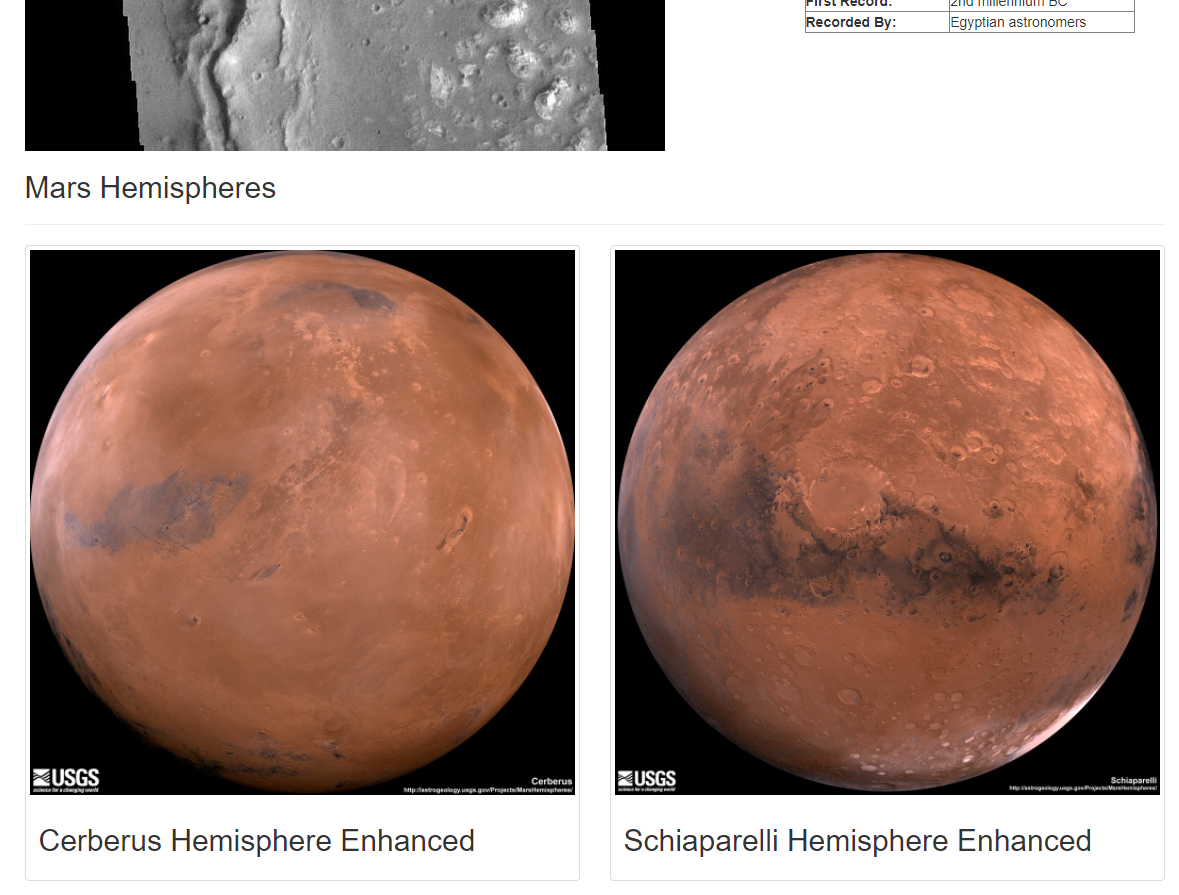 First Record: 2nd millennium BC
Recorded By: Egyptian astronomers
Mars Hemispheres
USGS
science for a changing world
Cerberus
http://astrogeology.usgs.gov/Projects/MarsHemispheres/
USGS
science for a changing world
Schiaparelli
http://astrogeology.usgs.gov/Projects/MarsHemispheres/
Cerberus Hemisphere Enhanced
Schiaparelli Hemisphere Enhanced